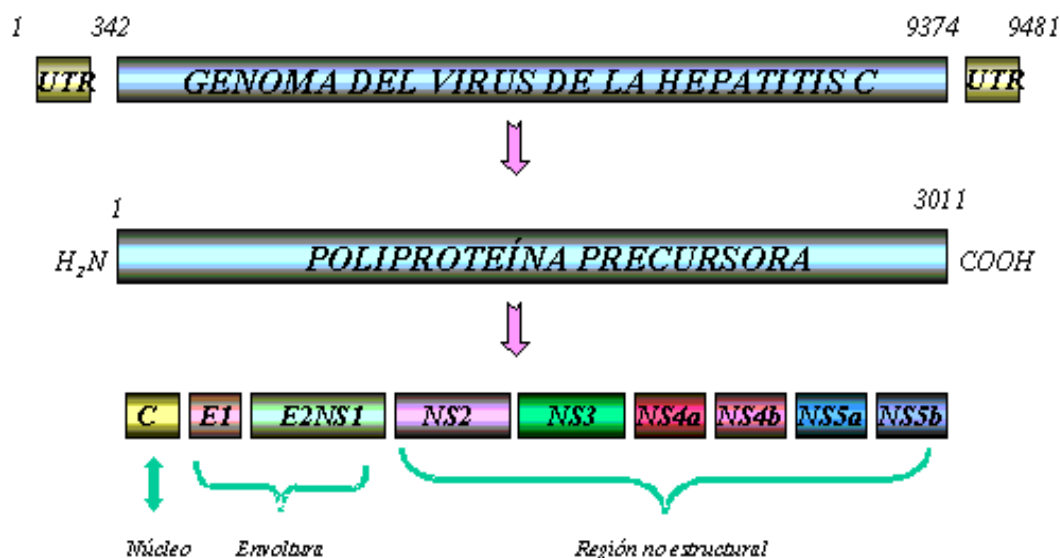 1 342 9374 9481
UTR GENOMA DEL VIRUS DE LA HEPATITIS C UTR
1 3011
H₂N POLIPROTEÍNA PRECURSORA COOH
C E1 E2NS1 NS2 NS3 NS4a NS4b NS5a NS5b
Núcleo Envoltura Región no estructural